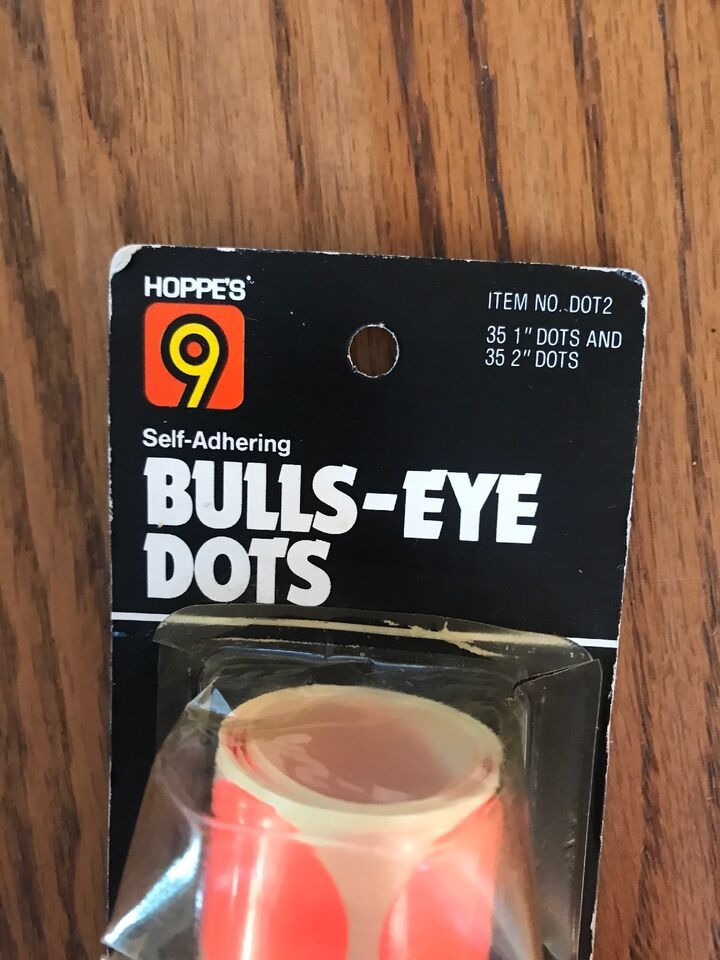 HOPPE'S
9
ITEM NO. DOT2
35 1" DOTS AND
35 2" DOTS
Self-Adhering
BULLS-EYE
DOTS